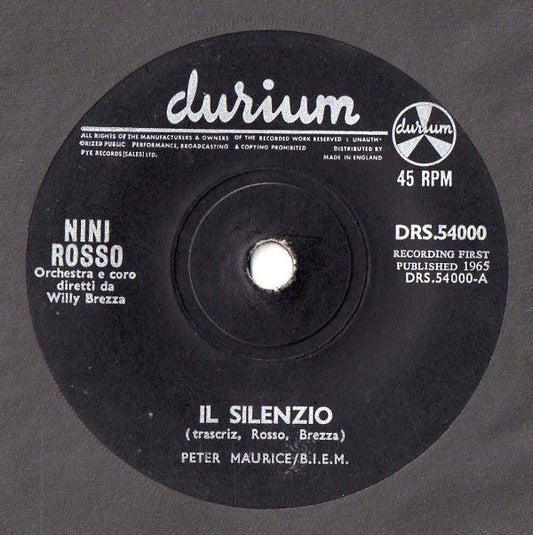 durium
ALL RIGHTS OF THE MANUFACTURERS & OWNERS OF THE RECORDED WORK RESERVED : UNAUTH-
ORIZED PUBLIC PERFORMANCE, BROADCASTING & COPYING PROHIBITED DISTRIBUTED BY
PYE RECORDS (SALES) LTD. MADE IN ENGLAND
durium
45 RPM
NINI
ROSSO
Orchestra e coro
diretti da
Willy Brezza
DRS.54000
RECORDING FIRST
PUBLISHED 1965
DRS.54000-A
IL SILENZIO
(trascriz, Rosso, Brezza)
PETER MAURICE/B.I.E.M.